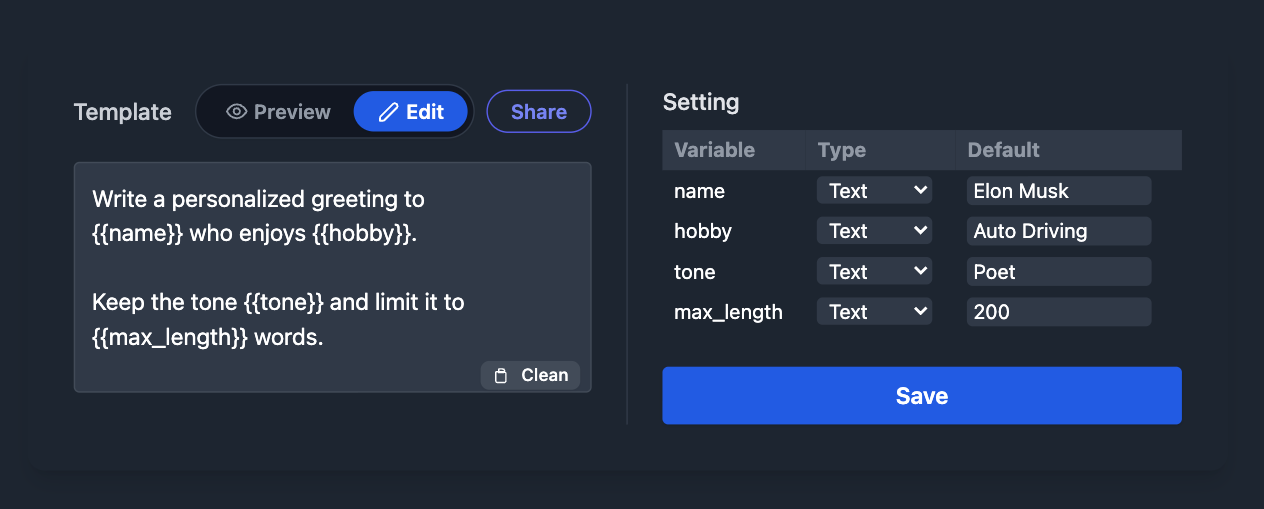 Template
Preview
Edit
Share
Write a personalized greeting to
{{name}} who enjoys {{hobby}}.
Keep the tone {{tone}} and limit it to
{{max_length}} words.
Clean
Setting
Variable Type Default
name Text Elon Musk
hobby Text Auto Driving
tone Text Poet
max_length Text 200
Save